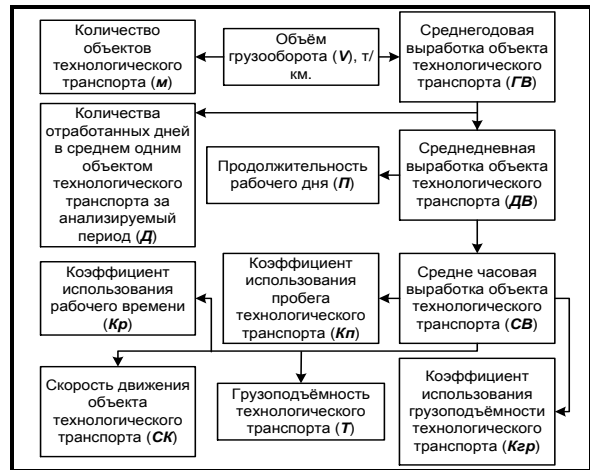 Количество
объектов
технологического
транспорта (м)
Объём
грузооборота (V), т/
км.
Среднегодовая
выработка объекта
технологического
транспорта (ГВ)
Количества
отработанных дней
в среднем одним
объектом
технологического
транспорта за
анализируемый
период (Д)
Продолжительность
рабочего дня (П)
Среднедневная
выработка объекта
технологического
транспорта (ДВ)
Коэффициент
использования
рабочего времени
(Кр)
Коэффициент
использования
пробега
технологического
транспорта (Кп)
Средне часовая
выработка объекта
технологического
транспорта (СВ)
Скорость движения
объекта
технологического
транспорта (СК)
Грузоподъёмность
технологического
транспорта (Т)
Коэффициент
использования
грузоподъёмности
технологического
транспорта (Кгр)